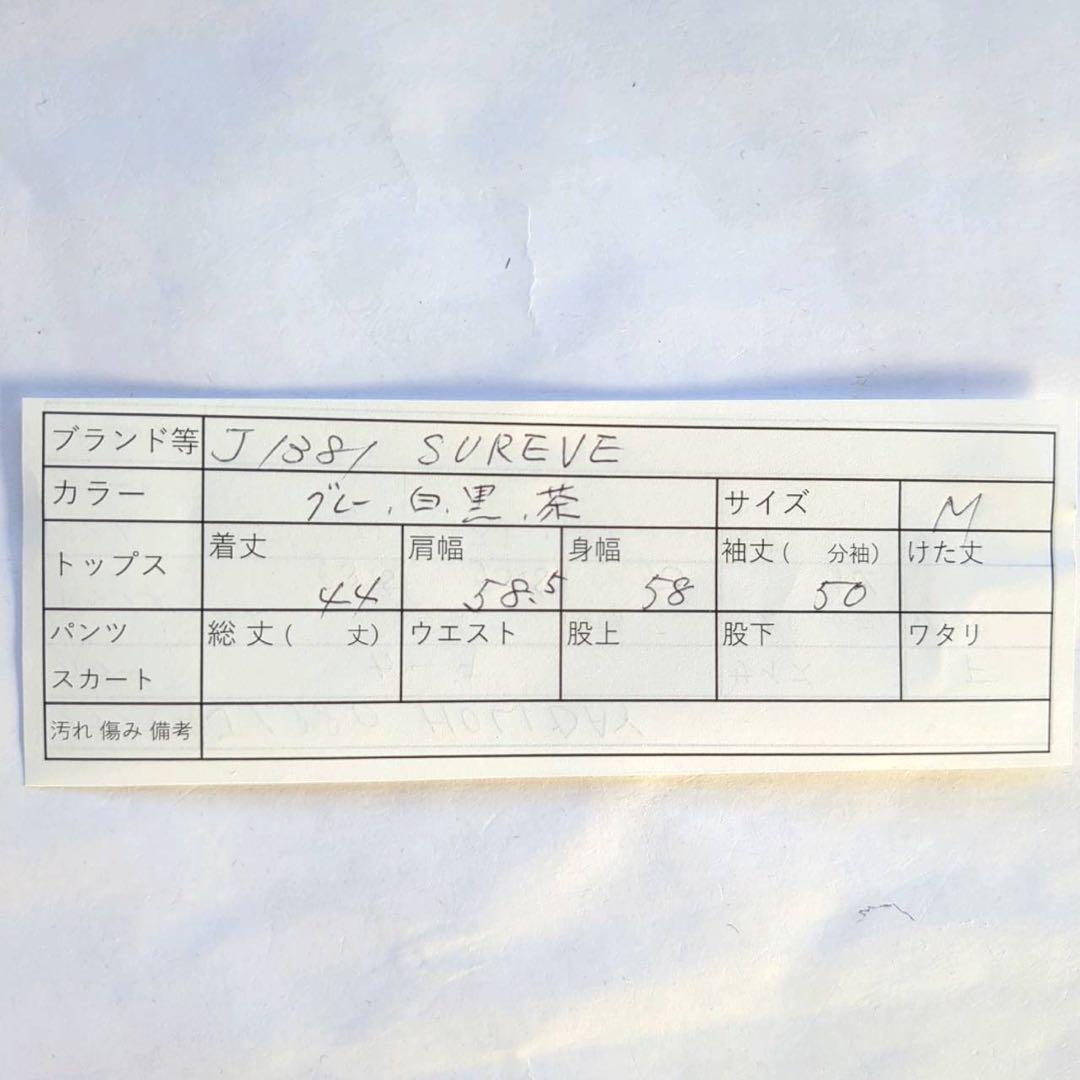 ブランド等 J1381 SUREVE
カラー グレー、白、黒、茶 サイズ M
トップス 着丈 44 肩幅 58.5 身幅 58 袖丈( 分袖) 50 けた丈
パンツ スカート 総丈( 丈) ウエスト 股上 股下 ワタリ
汚れ 傷み 備考